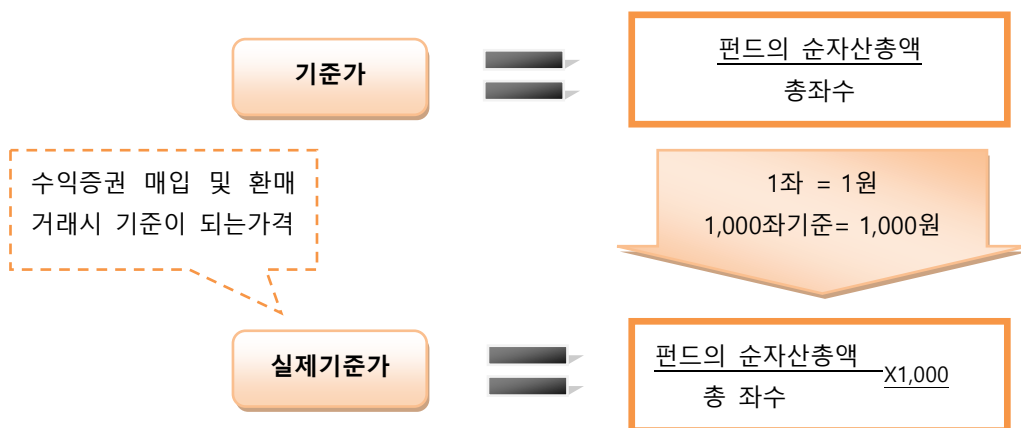 기준가
펀드의 순자산총액
총좌수
수익증권 매입 및 환매
거래시 기준이 되는가격
1좌 = 1원
1,000좌기준= 1,000원
실제기준가
펀드의 순자산총액
X1,000
총 좌수